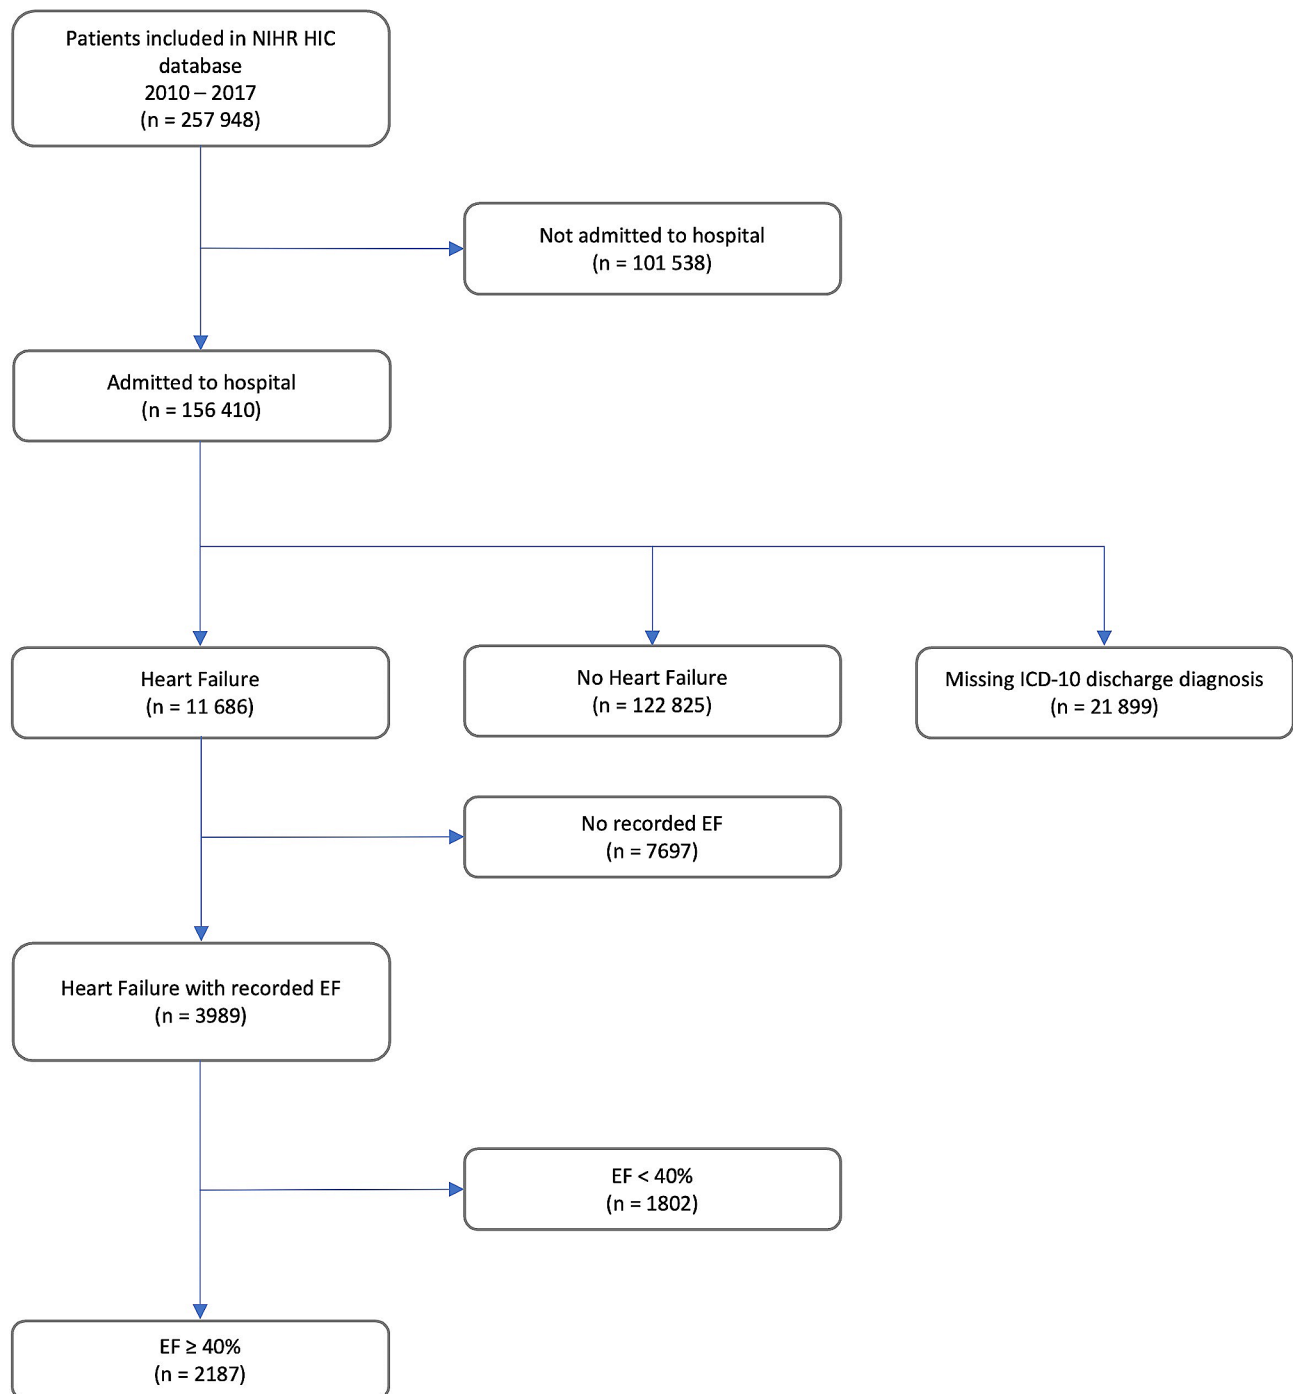 Patients included in NIHR HIC
database
2010 – 2017
(n = 257 948)
Not admitted to hospital
(n = 101 538)
Admitted to hospital
(n = 156 410)
Heart Failure
(n = 11 686)
No Heart Failure
(n = 122 825)
Missing ICD-10 discharge diagnosis
(n = 21 899)
No recorded EF
(n = 7697)
Heart Failure with recorded EF
(n = 3989)
EF < 40%
(n = 1802)
EF ≥ 40%
(n = 2187)